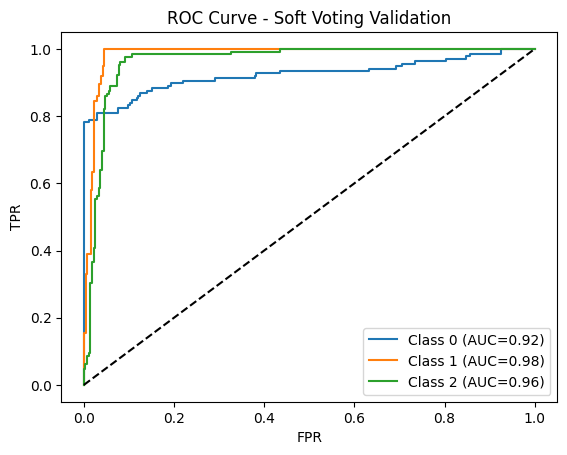 ROC Curve - Soft Voting Validation
TPR
1.0
0.8
0.6
0.4
0.2
0.0
0.0 0.2 0.4 0.6 0.8 1.0
FPR
Class 0 (AUC=0.92)
Class 1 (AUC=0.98)
Class 2 (AUC=0.96)